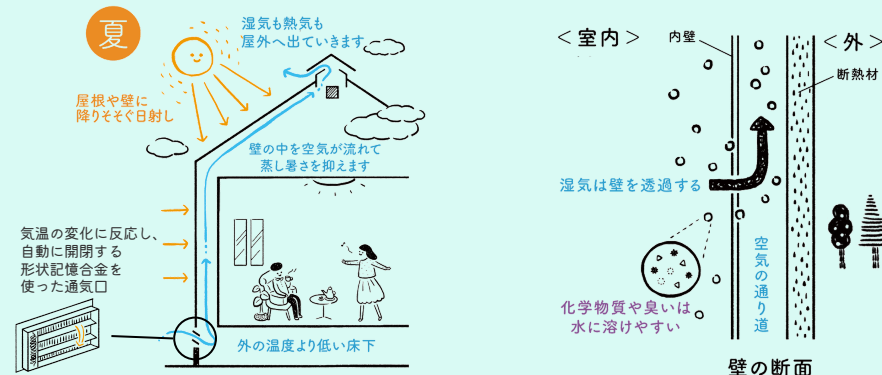 夏
湿気も熱気も
屋外へ出ていきます
屋根や壁に
降りそそぐ日射し
壁の中を空気が流れて
蒸し暑さを抑えます
気温の変化に反応し、
自動に開閉する
形状記憶合金を
使った通気口
外の温度より低い床下
＜室内＞
内壁
＜外＞
断熱材
湿気は壁を透過する
空気の通り道
化学物質や臭いは
水に溶けやすい
壁の断面